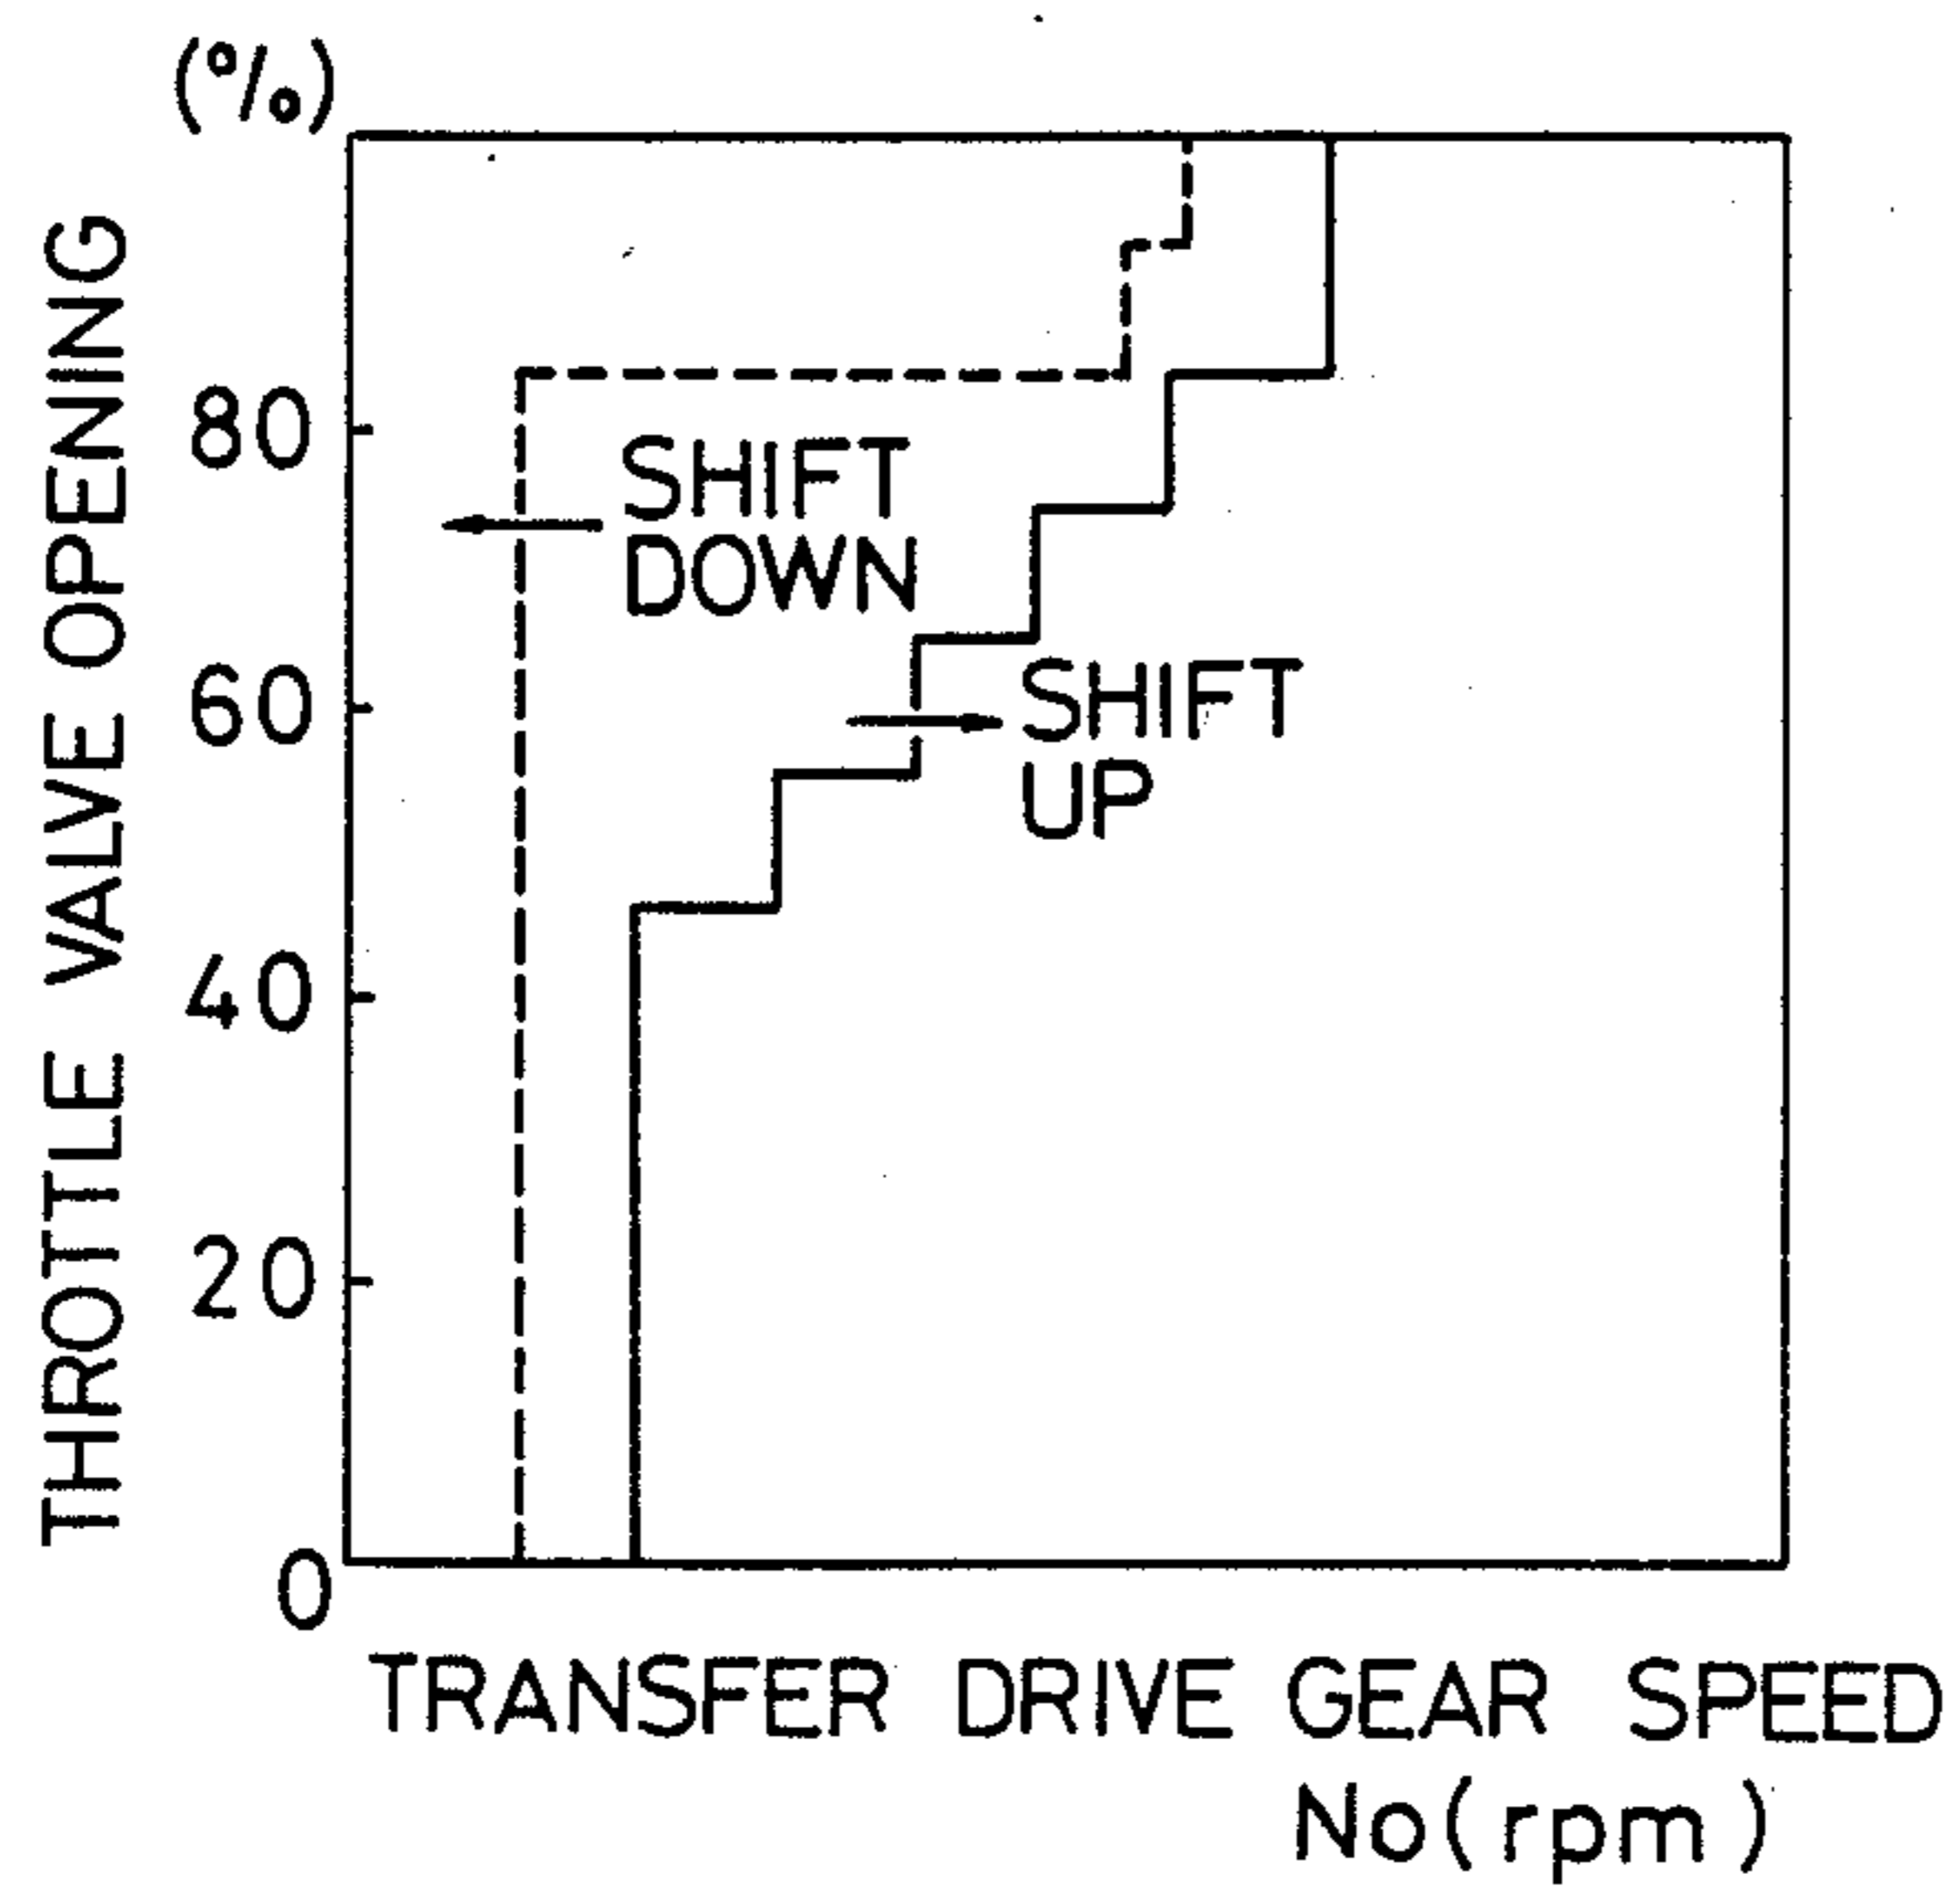 (%)
THROTTLE VALVE OPENING
80
60
40
20
0
SHIFT
DOWN
SHIFT
UP
TRANSFER DRIVE GEAR SPEED
No(rpm)